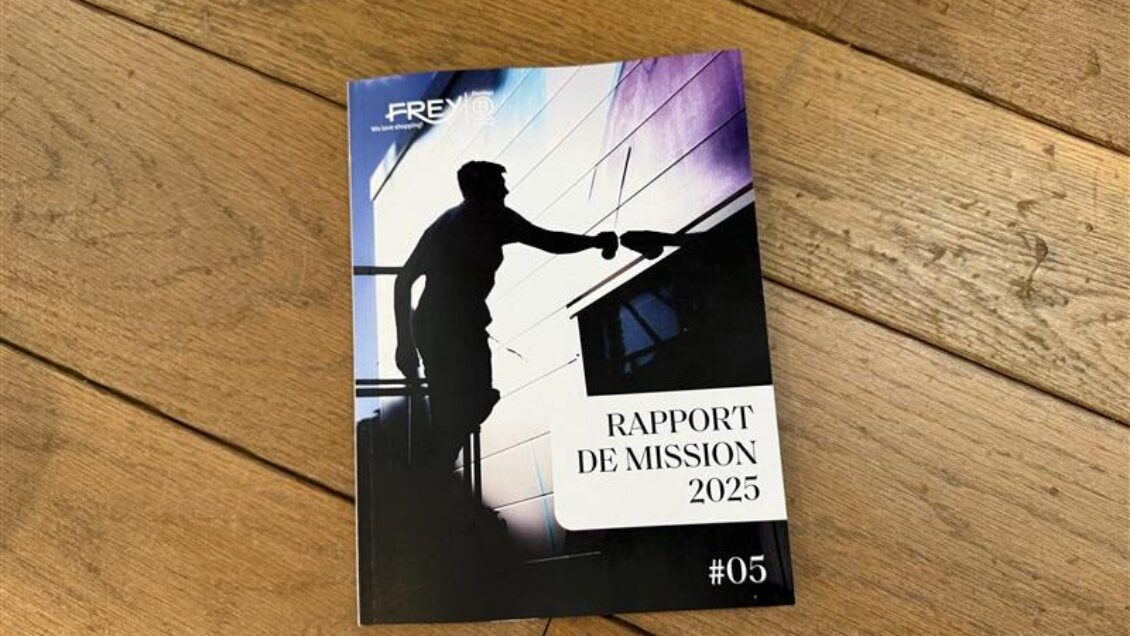 FREY
We love shopping!
RAPPORT
DE MISSION
2025
#05